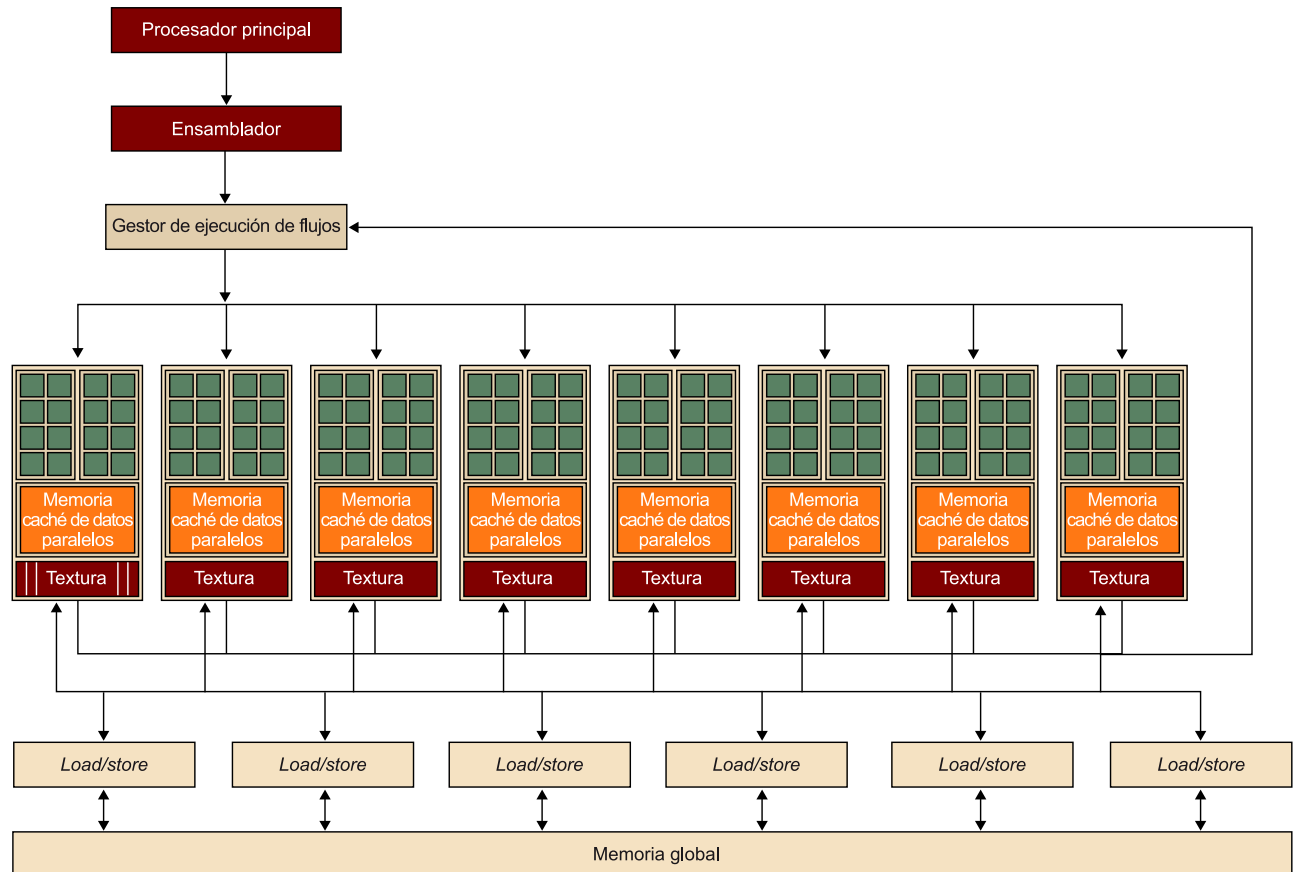 Procesador principal
Ensamblador
Gestor de ejecución de flujos
Memoria
caché de datos
paralelos
Textura
Memoria
caché de datos
paralelos
Textura
Memoria
caché de datos
paralelos
Textura
Memoria
caché de datos
paralelos
Textura
Memoria
caché de datos
paralelos
Textura
Memoria
caché de datos
paralelos
Textura
Memoria
caché de datos
paralelos
Textura
Memoria
caché de datos
paralelos
Textura
Load/store
Load/store
Load/store
Load/store
Load/store
Load/store
Memoria global